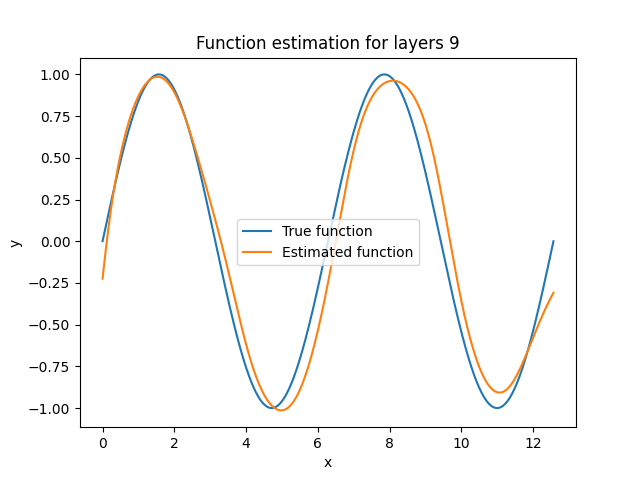 Function estimation for layers 9
1.00
0.75
0.50
0.25
0.00
−0.25
−0.50
−0.75
−1.00
y
True function
Estimated function
0 2 4 6 8 10 12
x